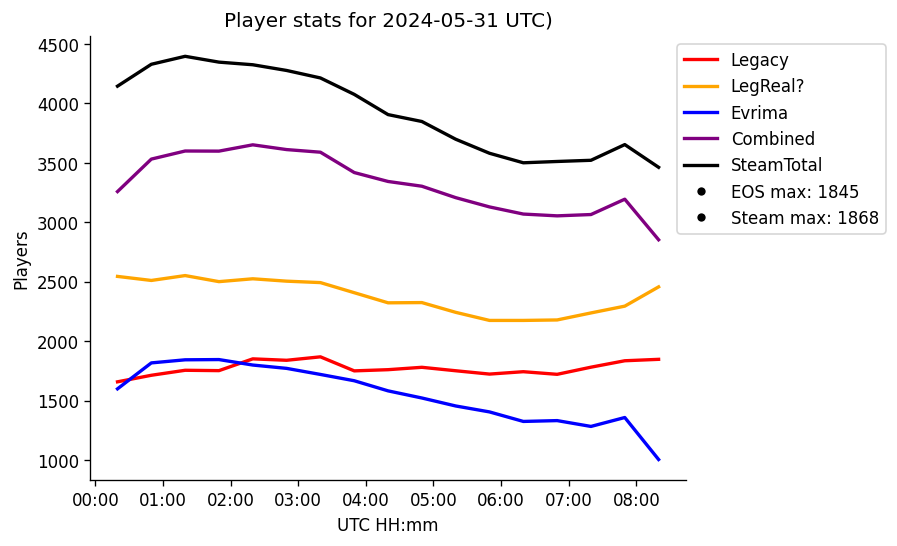 Player stats for 2024-05-31 UTC)
4500
4000
3500
3000
2500
2000
1500
1000
Players
00:00 01:00 02:00 03:00 04:00 05:00 06:00 07:00 08:00
UTC HH:mm
Legacy
LegReal?
Evrima
Combined
SteamTotal
EOS max: 1845
Steam max: 1868